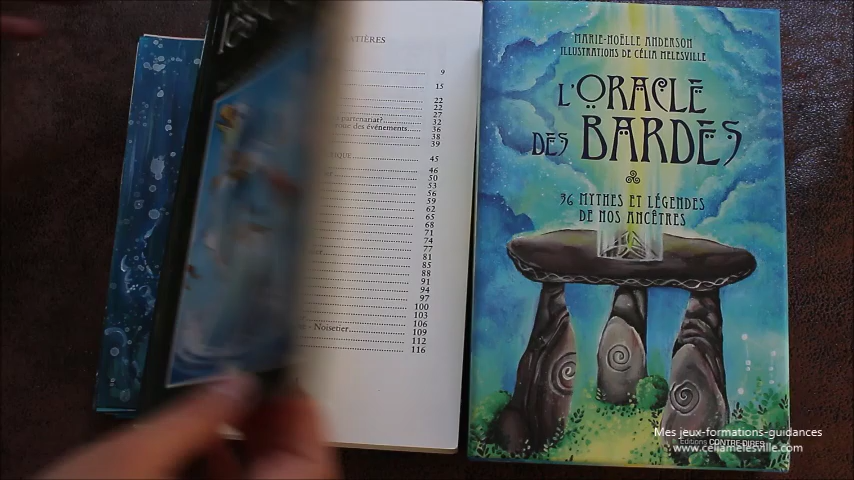 ATIÈRES
9
15
22
22
27
partenariat?
32
des événements
36
38
39
IQUE
45
46
50
53
56
59
62
65
68
71
74
77
81
85
88
91
94
97
100
103
106
- Noisetier
109
112
116
MARIE-NOËLLE ANDERSON
ILLUSTRATIONS DE CÉLIA MELESVILLE
L'ORACLE
DES BARDES
36 MYTHES ET LÉGENDES
DE NOS ANCÊTRES
Mes jeux-formations-guidances
Éditions CONTRE-DIRES
www.celiamelesville.com